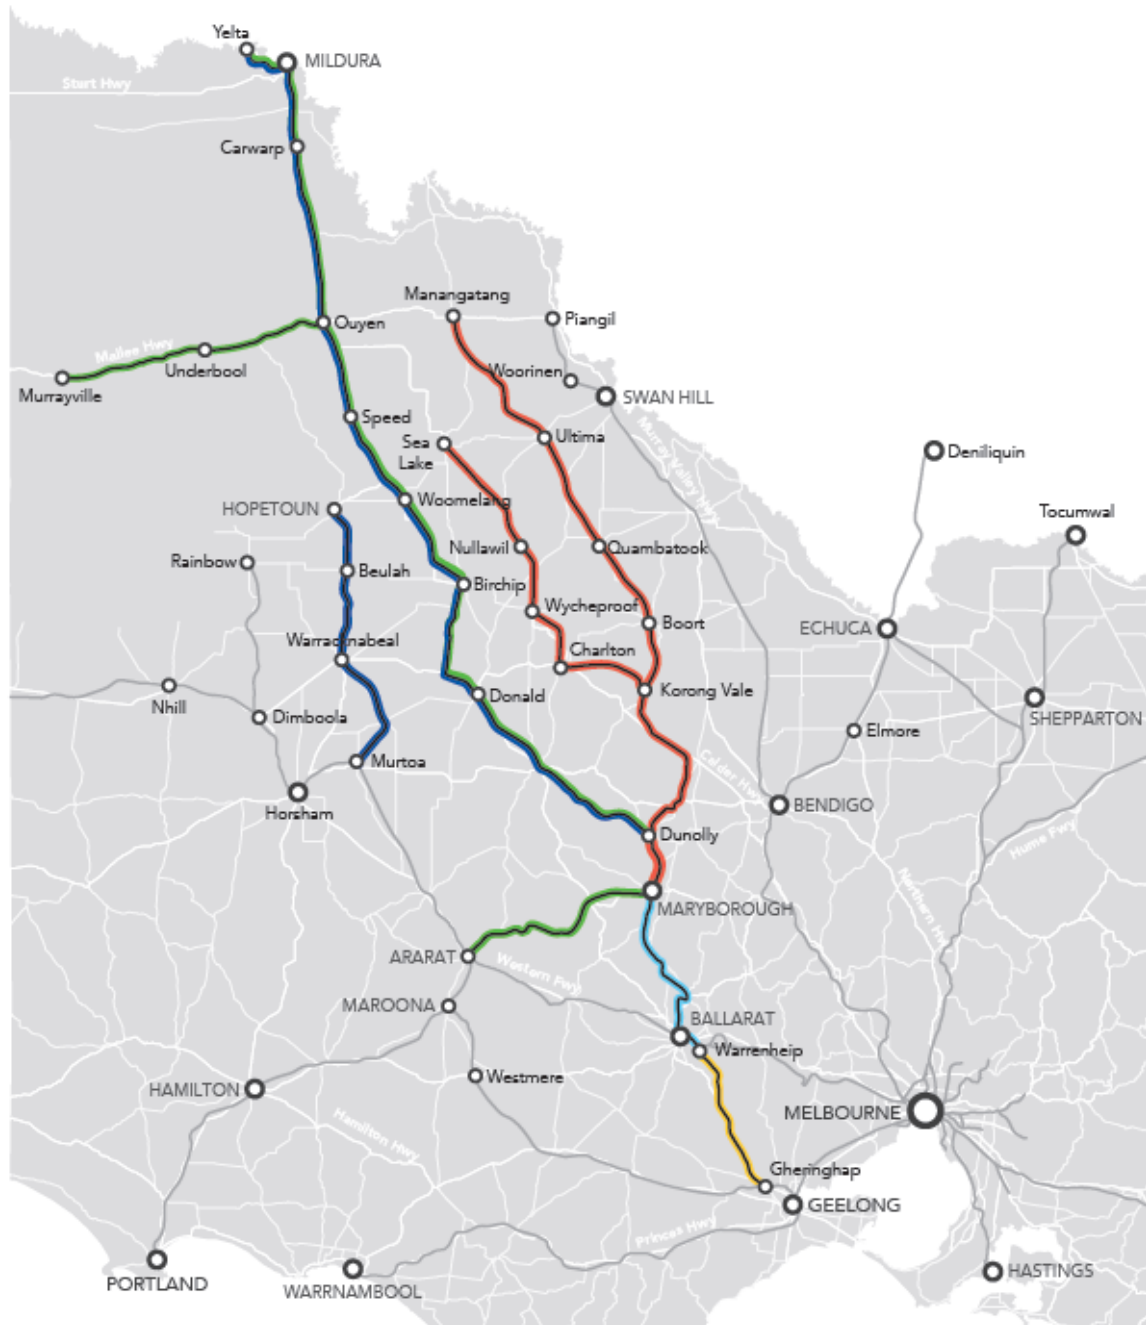 Yelta
MILDURA
Sturt Hwy
Carwarp
Manangatang
Ouyen
Piangil
Mallee Hwy
Underbool
Woorinen
Murrayville
SWAN HILL
Speed
Sea
Lake
Ultima
Murray Valley Hwy
Deniliquin
Woomelang
HOPETOUN
Tocumwal
Nullawil
Quambatook
Rainbow
Beulah
Birchip
Wycheproof
Boort
ECHUCA
Warracknabeal
Charlton
Korong Vale
Nhill
Donald
Dimboola
SHEPPARTON
Elmore
Murtoa
Calder Hwy
Horsham
BENDIGO
Dunolly
Hume Fwy
Northern Hwy
MARYBOROUGH
ARARAT
Western Fwy
MAROONA
BALLARAT
Warrenheip
Westmere
HAMILTON
MELBOURNE
Hamilton Hwy
Gheringhap
GEELONG
Princes Hwy
PORTLAND
WARRNAMBOOL
HASTINGS